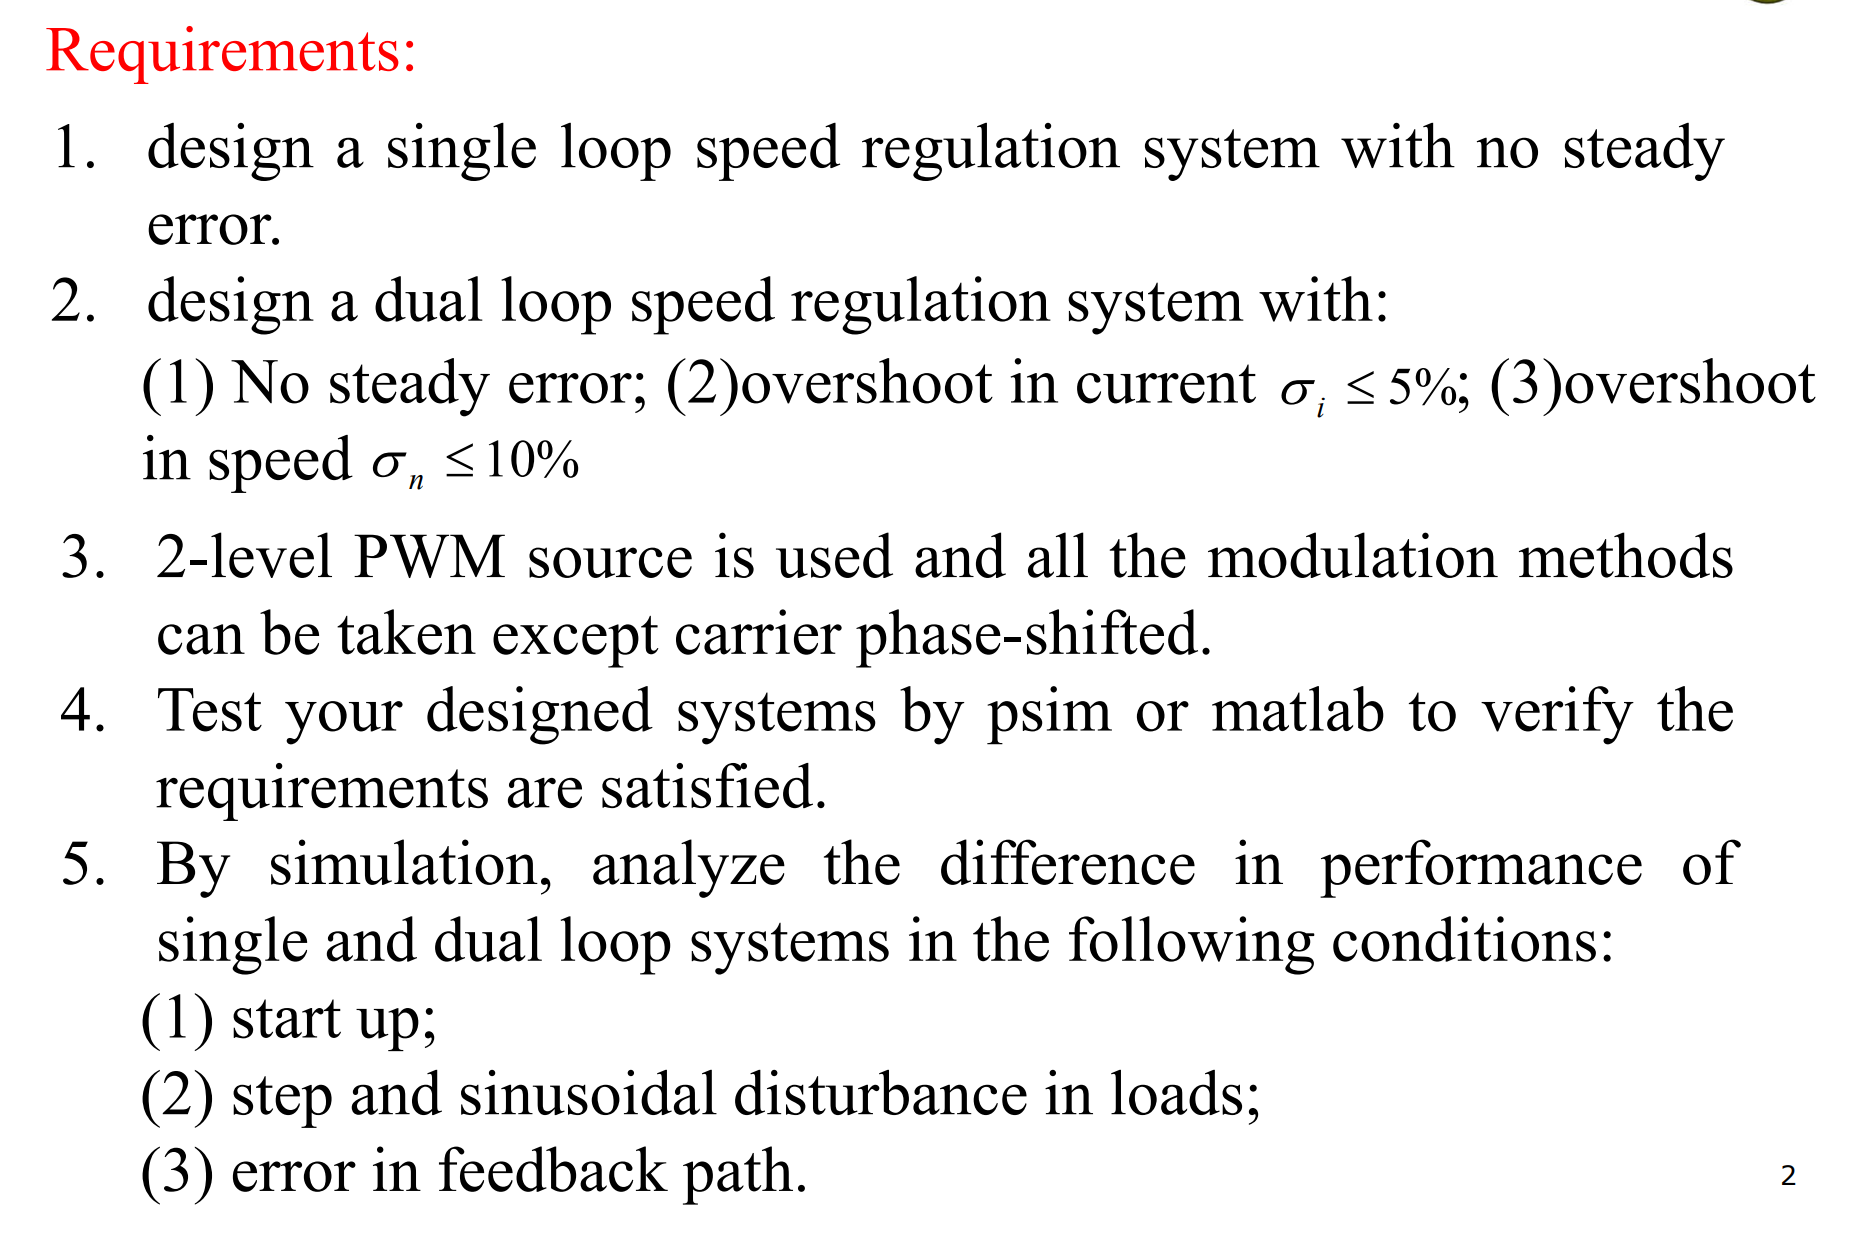 Requirements:
1. design a single loop speed regulation system with no steady
error.
2. design a dual loop speed regulation system with:
(1) No steady error; (2)overshoot in current σi ≤ 5%; (3)overshoot
in speed σn ≤ 10%
3. 2-level PWM source is used and all the modulation methods
can be taken except carrier phase-shifted.
4. Test your designed systems by psim or matlab to verify the
requirements are satisfied.
5. By simulation, analyze the difference in performance of
single and dual loop systems in the following conditions:
(1) start up;
(2) step and sinusoidal disturbance in loads;
(3) error in feedback path.
2